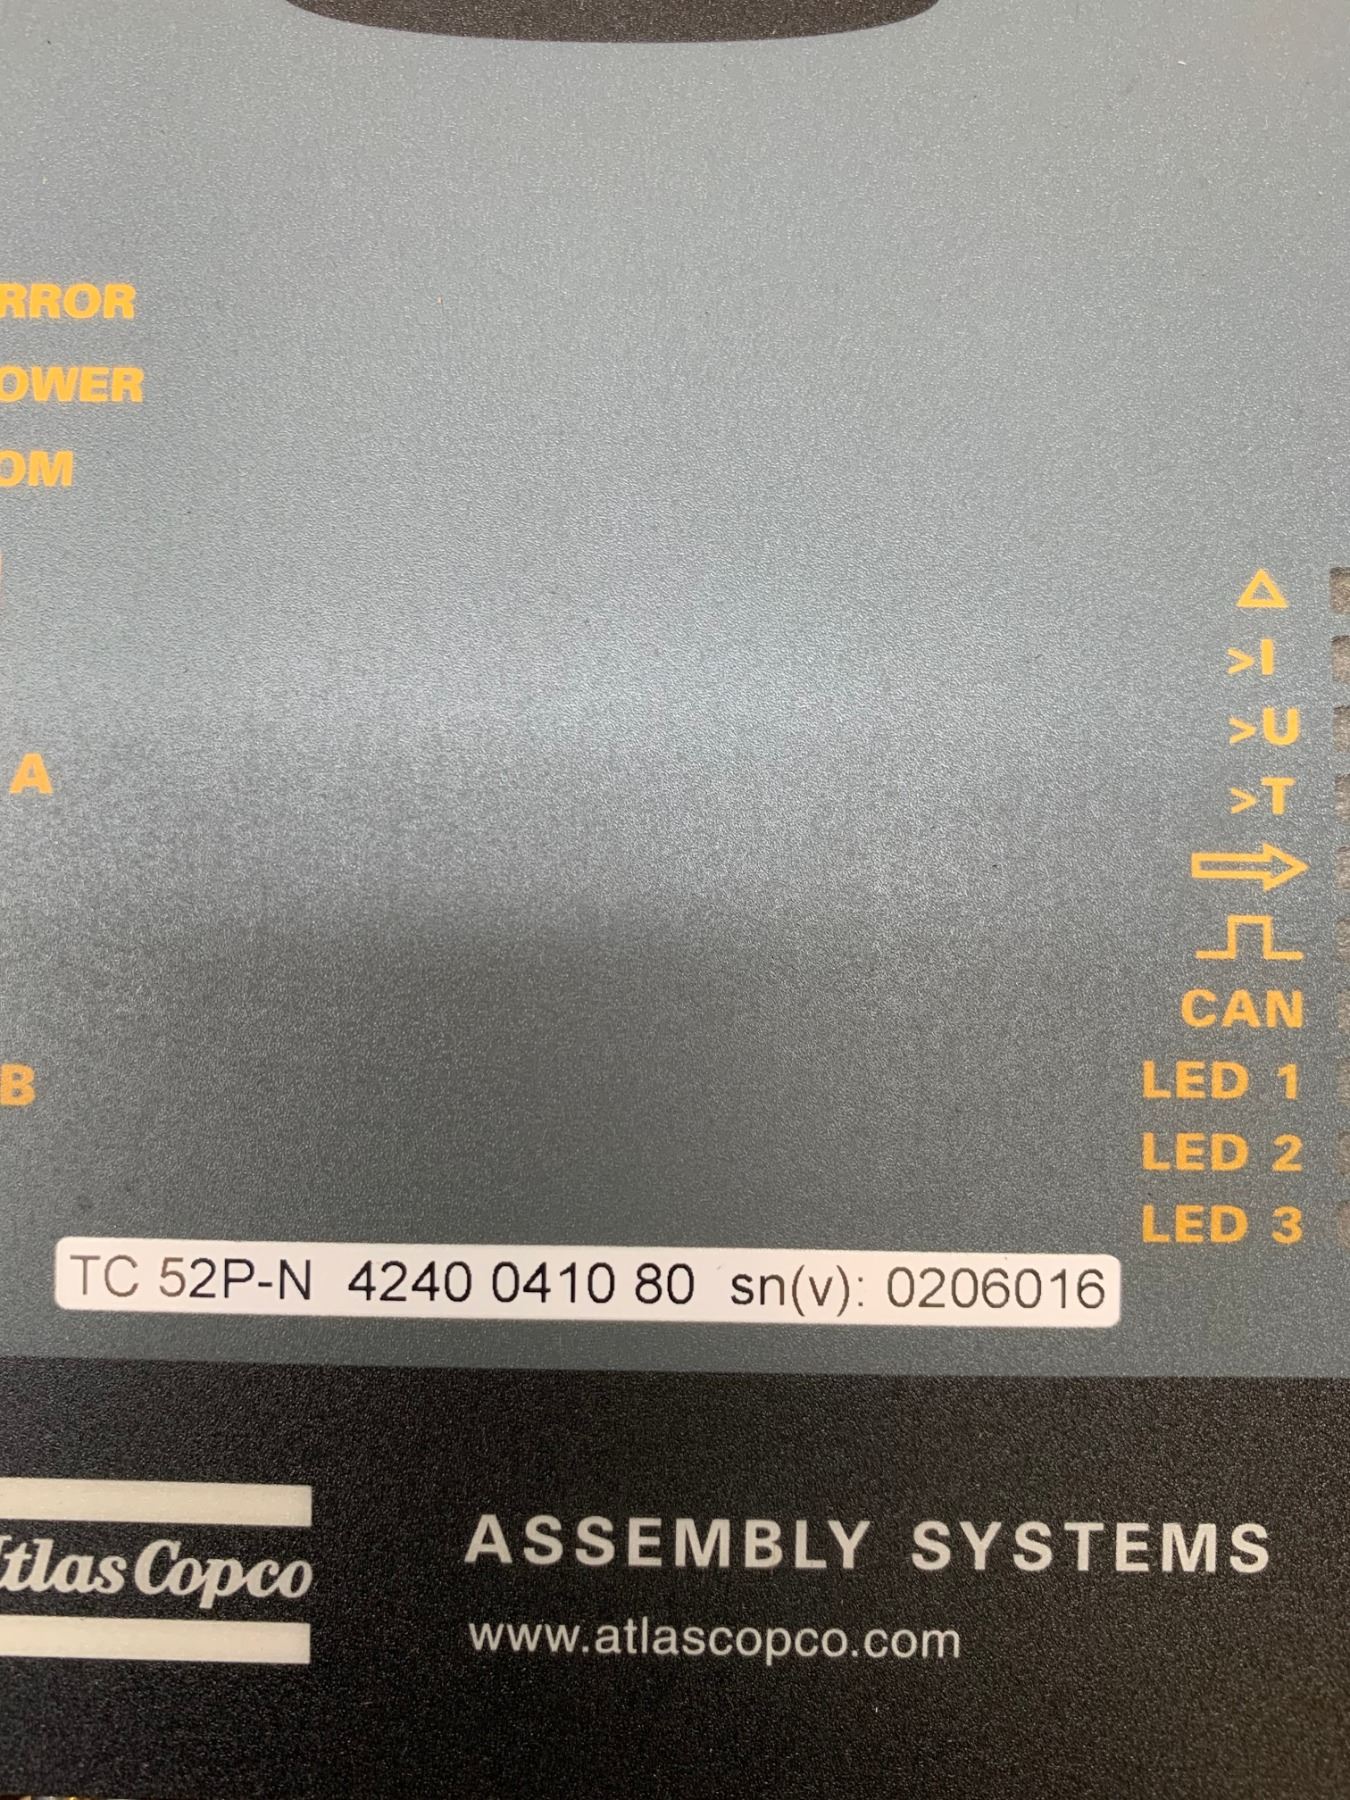 RROR
OWER
OM
A
B
>I
>U
>T
CAN
LED 1
LED 2
LED 3
TC 52P-N 4240 0410 80 sn(v): 0206016
Atlas Copco
ASSEMBLY SYSTEMS
www.atlascopco.com